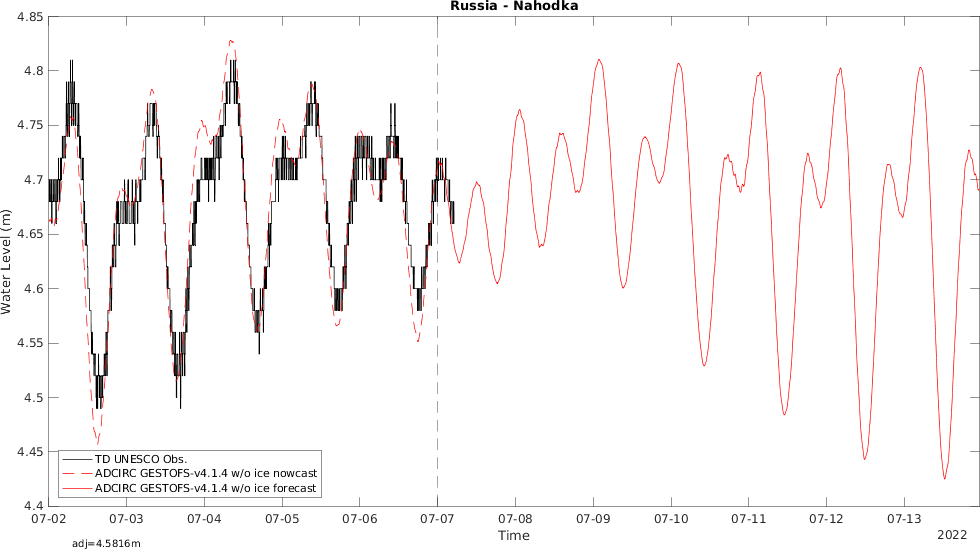 Russia - Nahodka
4.85
4.8
4.75
4.7
4.65
4.6
4.55
4.5
4.45
4.4
Water Level (m)
TD UNESCO Obs.
ADCIRC GESTOFS-v4.1.4 w/o ice nowcast
ADCIRC GESTOFS-v4.1.4 w/o ice forecast
07-02 07-03 07-04 07-05 07-06 07-07 07-08 07-09 07-10 07-11 07-12 07-13
Time
2022
adj=4.5816m